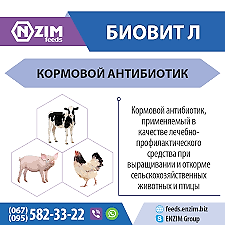 ENZIM
feeds
БИОВИТ Л
КОРМОВОЙ АНТИБИОТИК
Кормовой антибиотик,
применяемый в
качестве лечебно-
профилактического
средства при
выращивании и откорме
сельскохозяйственных
животных и птицы
(067)
(095) 582-33-22
feeds.enzim.biz
ENZIM Group